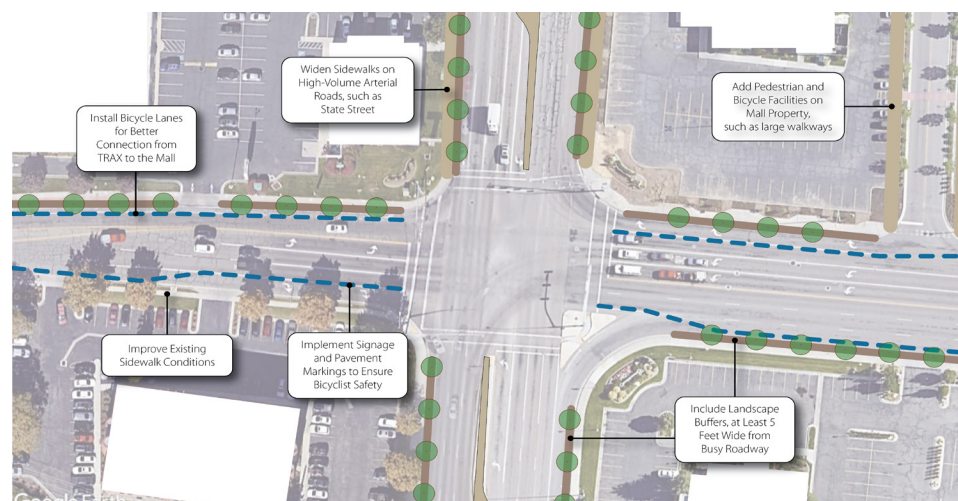 Widen Sidewalks on
High-Volume Arterial
Roads, such as
State Street
Add Pedestrian and
Bicycle Facilities on
Mall Property,
such as large walkways
Install Bicycle Lanes
for Better
Connection from
TRAX to the Mall
Improve Existing
Sidewalk Conditions
Implement Signage
and Pavement
Markings to Ensure
Bicyclist Safety
Include Landscape
Buffers, at Least 5
Feet Wide from
Busy Roadway
Google Earth